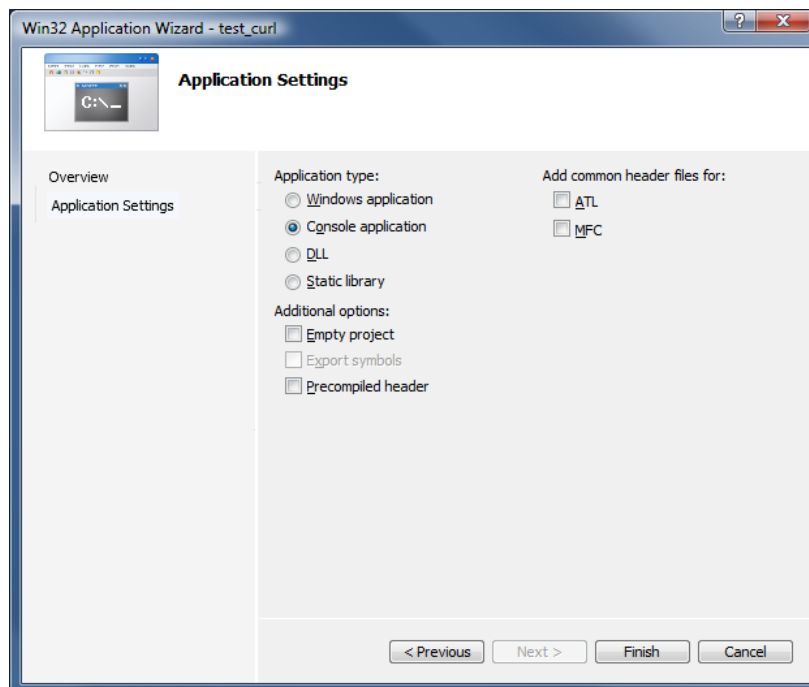 Win32 Application Wizard - test_curl
?
X
C:\_
Application Settings
Overview
Application Settings
Application type:
Windows application
Console application
DLL
Static library
Additional options:
Empty project
Export symbols
Precompiled header
Add common header files for:
ATL
MFC
< Previous
Next >
Finish
Cancel